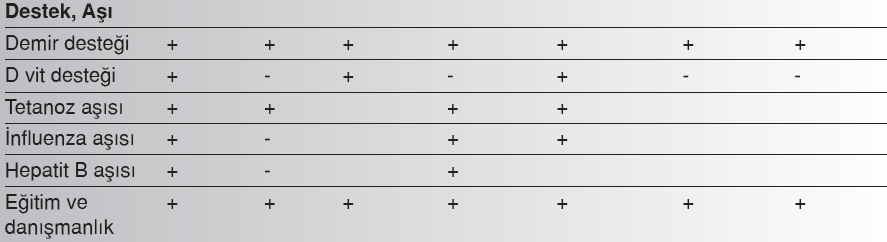 Destek, Aşı
Demir desteği + + + + + + +
D vit desteği + - + - + - -
Tetanoz aşısı + + + +
İnfluenza aşısı + - + +
Hepatit B aşısı + - +
Eğitim ve + + + + + + +
danışmanlık